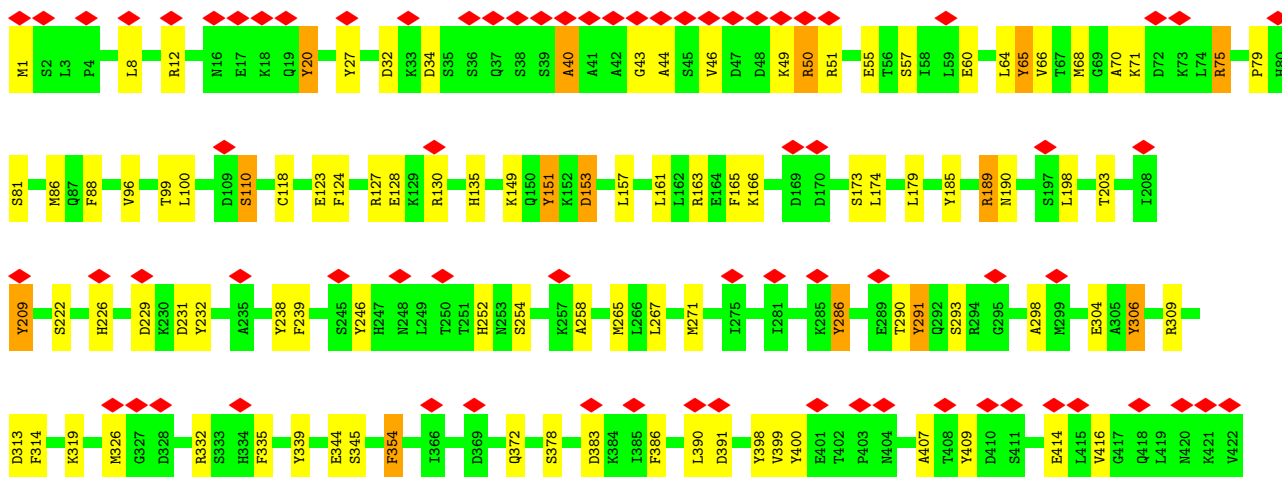 M1 S2 L3 P4 L8 R12 N16 E17 K18 Q19 Y20 Y27 D32 K33 D34 S35 S36 Q37 S38 S39 A40 A41 A42 G43 A44 S45 V46 D47 D48 K49 R50 R51 E55 T56 S57 I58 L59 E60 L64 Y65 V66 T67 M68 G69 A70 K71 D72 K73 L74 R75 P79 H80
S81 M86 Q87 F88 V96 T99 L100 D109 S110 C118 E123 F124 R127 E128 K129 R130 H135 K149 Q150 Y151 K152 D153 L157 L161 L162 R163 E164 F165 K166 D169 D170 S173 L174 L179 Y185 R189 N190 S197 L198 T203 I208
Y209 S222 H226 D229 K230 D231 Y232 A235 Y238 F239 S245 Y246 H247 N248 L249 T250 T251 H252 N253 S254 K257 A258 M265 L266 L267 M271 T275 I281 K285 Y286 E289 T290 Y291 Q292 S293 R294 G295 A298 M299 E304 A305 Y306 R309
D313 F314 K319 M326 G327 D328 R332 S333 H334 F335 Y339 E344 S345 F354 I366 D369 Q372 S378 D383 K384 I385 F386 L390 D391 Y398 V399 Y400 E401 T402 P403 N404 A407 T408 Y409 D410 S411 E414 L415 V416 G417 Q418 L419 N420 K421 V422